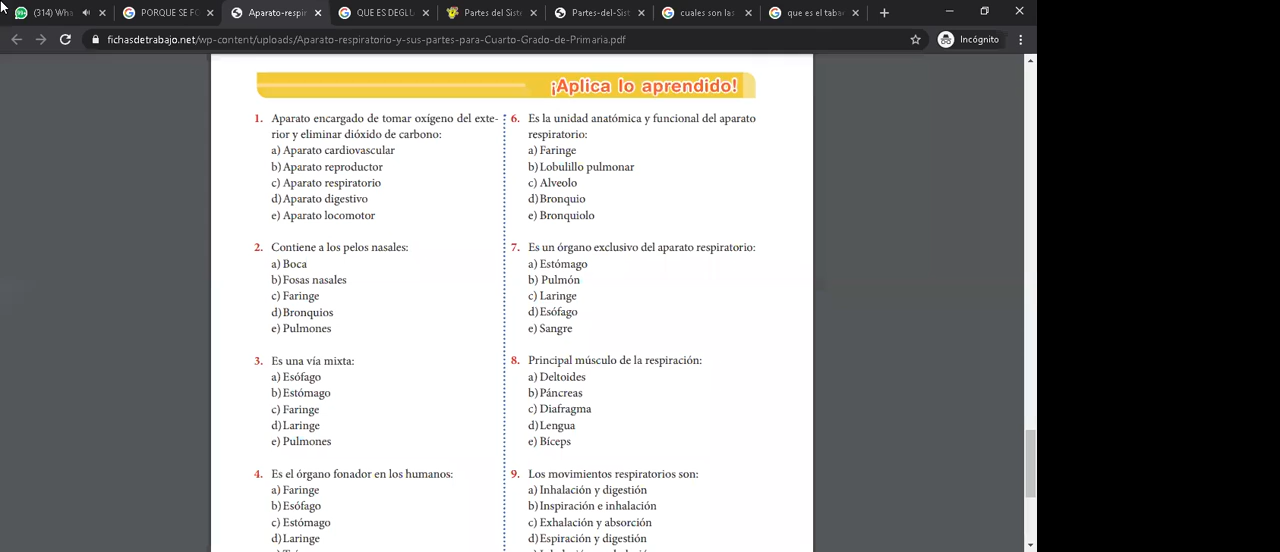 (314) Wha
PORQUE SE FO
Aparato-respir
QUE ES DEGLU
Partes del Siste
Partes-del-Sist
cuales son las
que es el tabac
fichasdetrabajo.net/wp-content/uploads/Aparato-respiratorio-y-sus-partes-para-Cuarto-Grado-de-Primaria.pdf
Incógnito
¡Aplica lo aprendido!
1. Aparato encargado de tomar oxígeno del exte-
rior y eliminar dióxido de carbono:
a) Aparato cardiovascular
b) Aparato reproductor
c) Aparato respiratorio
d) Aparato digestivo
e) Aparato locomotor
2. Contiene a los pelos nasales:
a) Boca
b) Fosas nasales
c) Faringe
d) Bronquios
e) Pulmones
3. Es una vía mixta:
a) Esófago
b) Estómago
c) Faringe
d) Laringe
e) Pulmones
4. Es el órgano fonador en los humanos:
a) Faringe
b) Esófago
c) Estómago
d) Laringe
6. Es la unidad anatómica y funcional del aparato
respiratorio:
a) Faringe
b) Lobulillo pulmonar
c) Alveolo
d) Bronquio
e) Bronquiolo
7. Es un órgano exclusivo del aparato respiratorio:
a) Estómago
b) Pulmón
c) Laringe
d) Esófago
e) Sangre
8. Principal músculo de la respiración:
a) Deltoides
b) Páncreas
c) Diafragma
d) Lengua
e) Bíceps
9. Los movimientos respiratorios son:
a) Inhalación y digestión
b) Inspiración e inhalación
c) Exhalación y absorción
d) Espiración y digestión